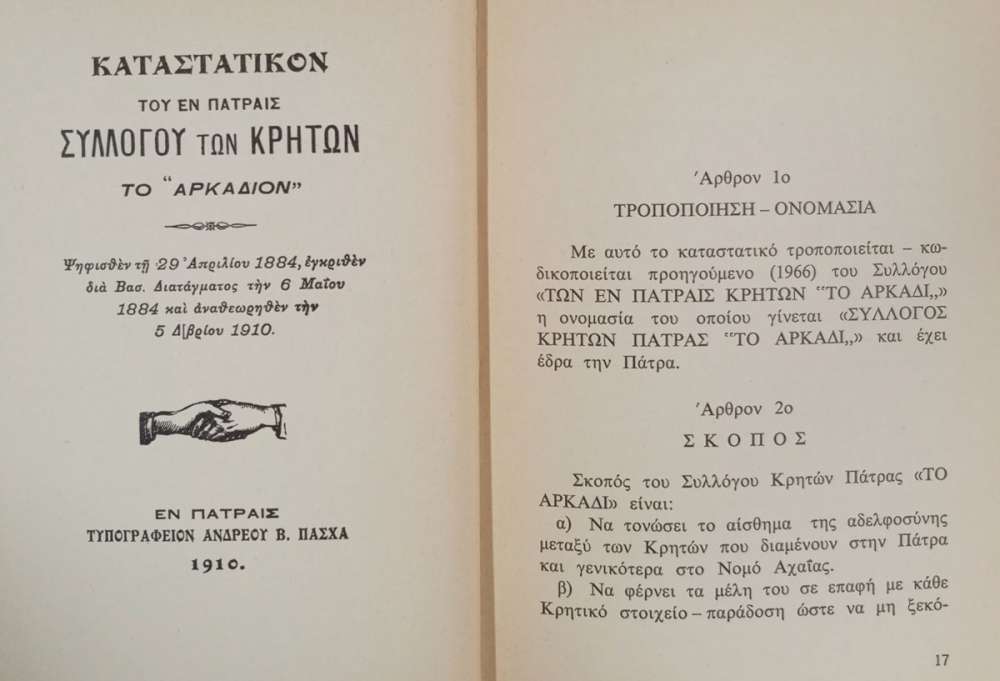 ΚΑΤΑΣΤΑΤΙΚΟΝ
ΤΟΥ ΕΝ ΠΑΤΡΑΙΣ
ΣΥΛΛΟΓΟΥ ΤΩΝ ΚΡΗΤΩΝ
ΤΟ “ΑΡΚΑΔΙΟΝ”
Ψηφισθὲν τῇ 29 Ἀπριλίου 1884, ἐγκριθὲν
διὰ Βασ. Διατάγματος τὴν 6 Μαΐου
1884 καὶ ἀναθεωρηθὲν τὴν
5 Δ]βρίου 1910.
ΕΝ ΠΑΤΡΑΙΣ
ΤΥΠΟΓΡΑΦΕΙΟΝ ΑΝΔΡΕΟΥ Β. ΠΑΣΧΑ
1910.
Ἄρθρον 1ο
ΤΡΟΠΟΠΟΙΗΣΗ – ΟΝΟΜΑΣΙΑ
Με αυτό το καταστατικό τροποποιείται – κω-
δικοποιείται προηγούμενο (1966) του Συλλόγου
«ΤΩΝ ΕΝ ΠΑΤΡΑΙΣ ΚΡΗΤΩΝ “ΤΟ ΑΡΚΑΔΙ„»
η ονομασία του οποίου γίνεται «ΣΥΛΛΟΓΟΣ
ΚΡΗΤΩΝ ΠΑΤΡΑΣ “ΤΟ ΑΡΚΑΔΙ„» και έχει
έδρα την Πάτρα.
Ἄρθρον 2ο
Σ Κ Ο Π Ο Σ
Σκοπός του Συλλόγου Κρητών Πάτρας «ΤΟ
ΑΡΚΑΔΙ» είναι:
α) Να τονώσει το αίσθημα της αδελφοσύνης
μεταξύ των Κρητών που διαμένουν στην Πάτρα
και γενικότερα στο Νομό Αχαΐας.
β) Να φέρνει τα μέλη του σε επαφή με κάθε
Κρητικό στοιχείο – παράδοση ώστε να μη ξεκό-
17